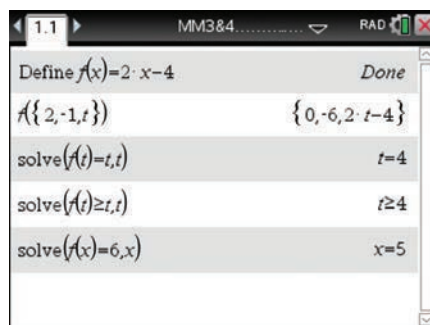 1.1 MM3&4 RAD
Define f(x)=2·x−4 Done
f({2,-1,t}) {0,-6,2·t−4}
solve(f(t)=t,t) t=4
solve(f(t)≥t,t) t≥4
solve(f(x)=6,x) x=5